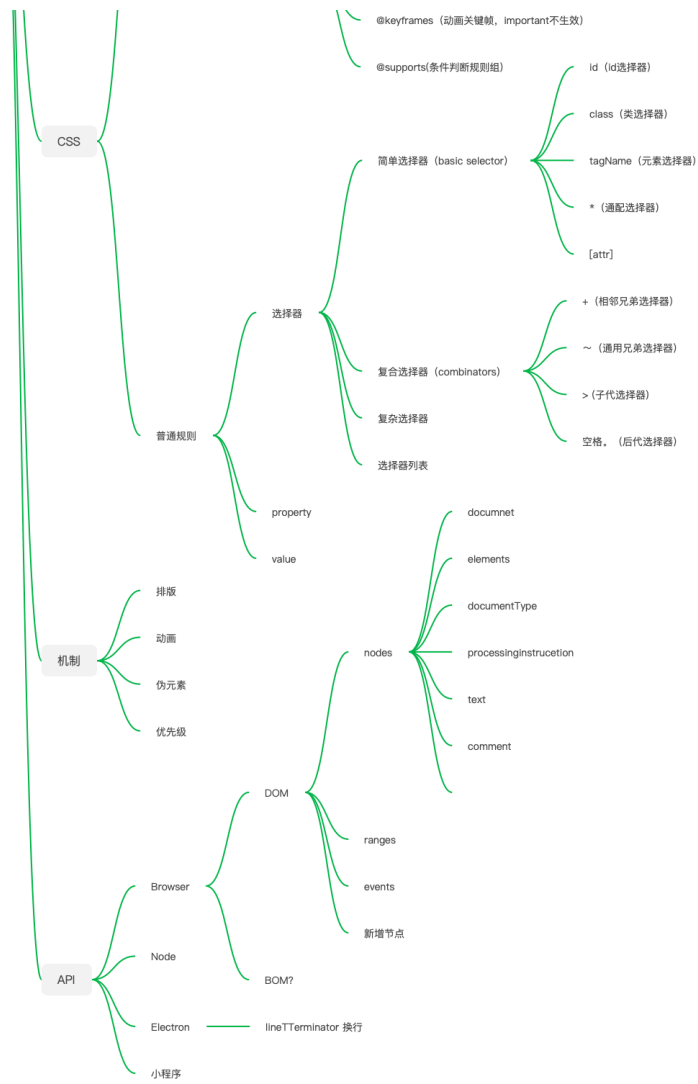 @keyframes（动画关键帧，important不生效）
@supports(条件判断规则组)
id（id选择器）
class（类选择器）
CSS
简单选择器（basic selector）
tagName（元素选择器）
*（通配选择器）
[attr]
+（相邻兄弟选择器）
选择器
～（通用兄弟选择器）
复合选择器（combinators）
>(子代选择器）
复杂选择器
普通规则
空格。（后代选择器）
选择器列表
property
documnet
value
elements
排版
documentType
动画
nodes
processinginstrucetion
机制
伪元素
text
优先级
comment
DOM
ranges
Browser
events
新增节点
Node
API
BOM?
Electron
lineTTerminator 换行
小程序